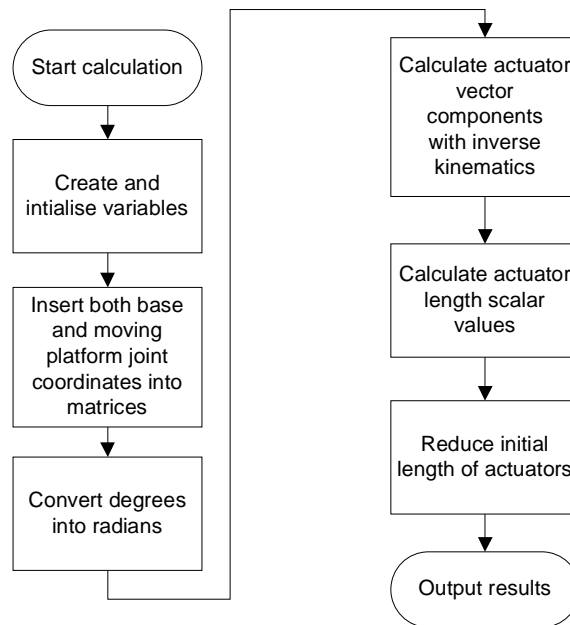 Start calculation
Create and
intialise variables
Insert both base
and moving
platform joint
coordinates into
matrices
Convert degrees
into radians
Calculate actuator
vector
components
with inverse
kinematics
Calculate actuator
length scalar
values
Reduce initial
length of actuators
Output results